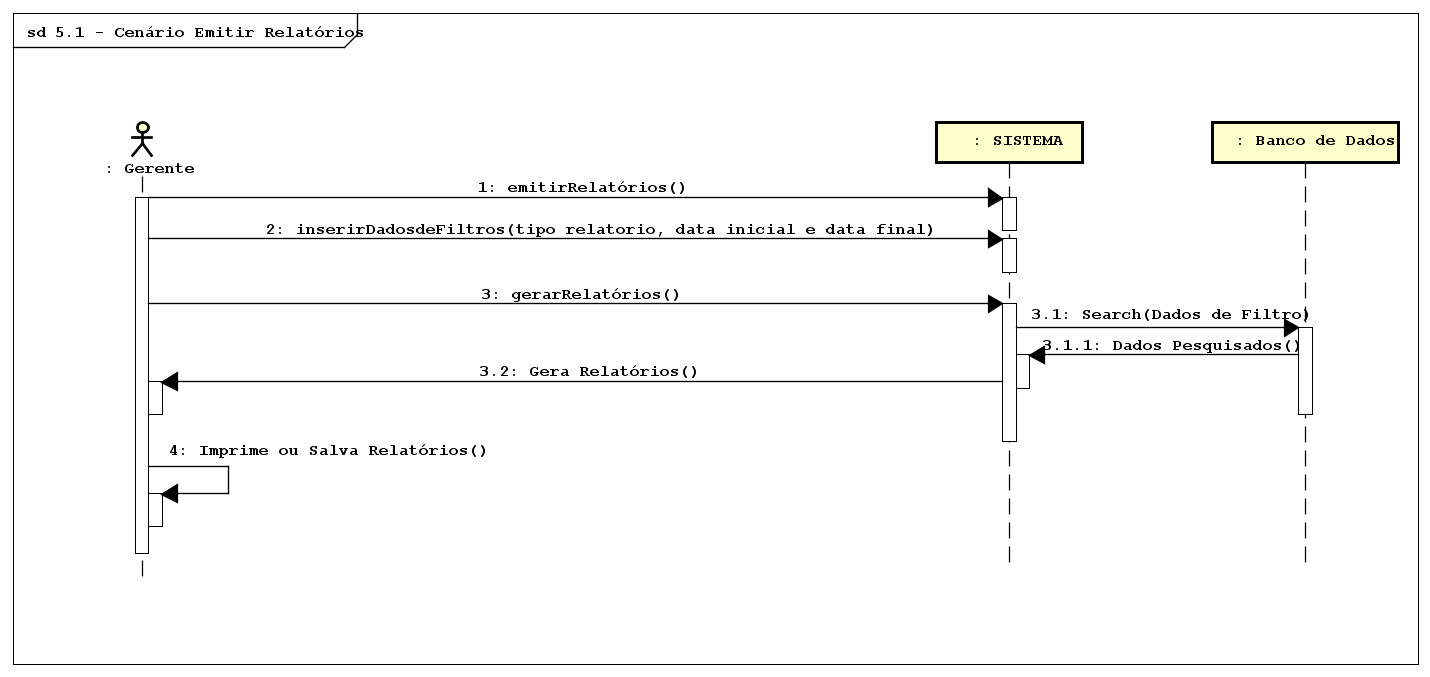 sd 5.1 - Cenário Emitir Relatórios
: Gerente
: SISTEMA
: Banco de Dados
1: emitirRelatórios()
2: inserirDadosdeFiltros(tipo relatorio, data inicial e data final)
3: gerarRelatórios()
3.1: Search(Dados de Filtro)
3.1.1: Dados Pesquisados()
3.2: Gera Relatórios()
4: Imprime ou Salva Relatórios()